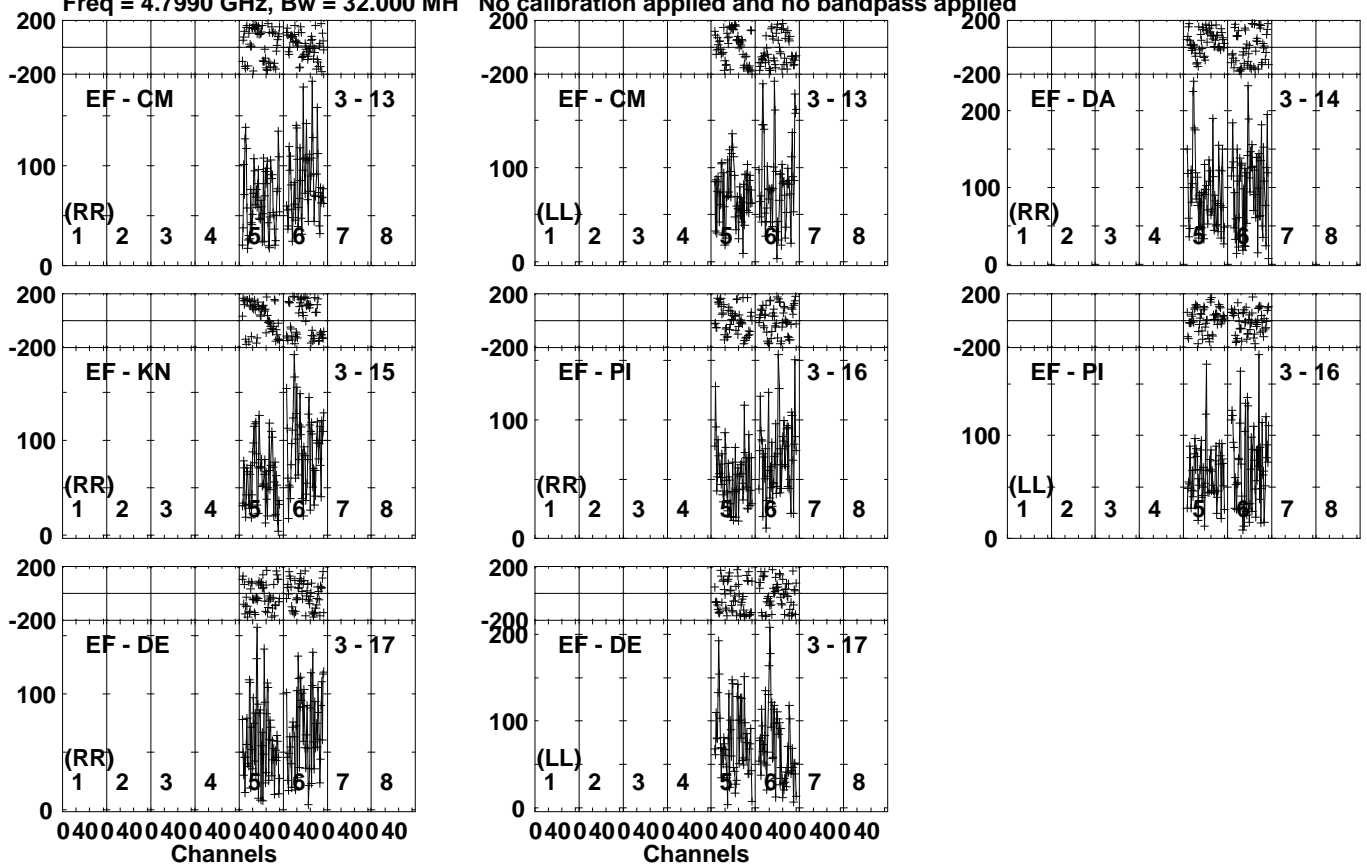 Freq = 4.7990 GHz, Bw = 32.000 MH No calibration applied and no bandpass applied
200
-200
EF - CM 3 - 13
100
(RR)
1 2 3 4 5 6 7 8
0
EF - CM 3 - 13
100
(LL)
1 2 3 4 5 6 7 8
0
200
-200
EF - DA 3 - 14
200
100
(RR)
1 2 3 4 5 6 7 8
0
200
-200
EF - KN 3 - 15
100
(RR)
1 2 3 4 5 6 7 8
0
200
-200
EF - PI 3 - 16
100
(RR)
1 2 3 4 5 6 7 8
0
200
-200
EF - PI 3 - 16
100
(LL)
1 2 3 4 5 6 7 8
0
200
-200
EF - DE 3 - 17
100
(RR)
1 2 3 4 5 6 7 8
0
0 40 0 40 0 40 0 40 0 40 0 40 0 40 0 40
Channels
200
-200
200
EF - DE 3 - 17
100
(LL)
1 2 3 4 5 6 7 8
0
0 40 0 40 0 40 0 40 0 40 0 40 0 40 0 40
Channels